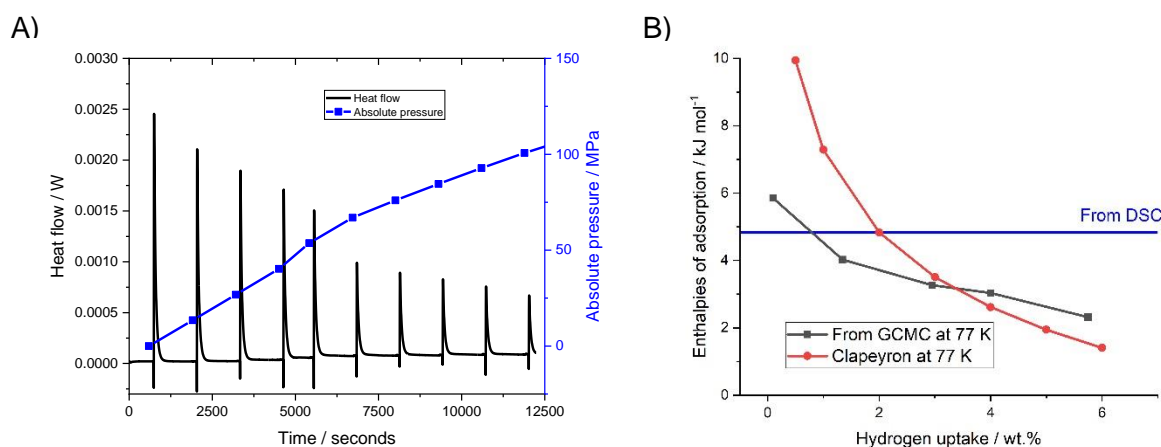 A)
0.0030
0.0025
0.0020
0.0015
0.0010
0.0005
0.0000
Heat flow / W
0
2500
5000
7500
10000
12500
Time / seconds
150
100
50
0
Absolute pressure / MPa
Heat flow
Absolute pressure
B)
10
8
6
4
2
0
Enthalpies of adsorption / kJ mol⁻¹
0
2
4
6
Hydrogen uptake / wt.%
From DSC
From GCMC at 77 K
Clapeyron at 77 K